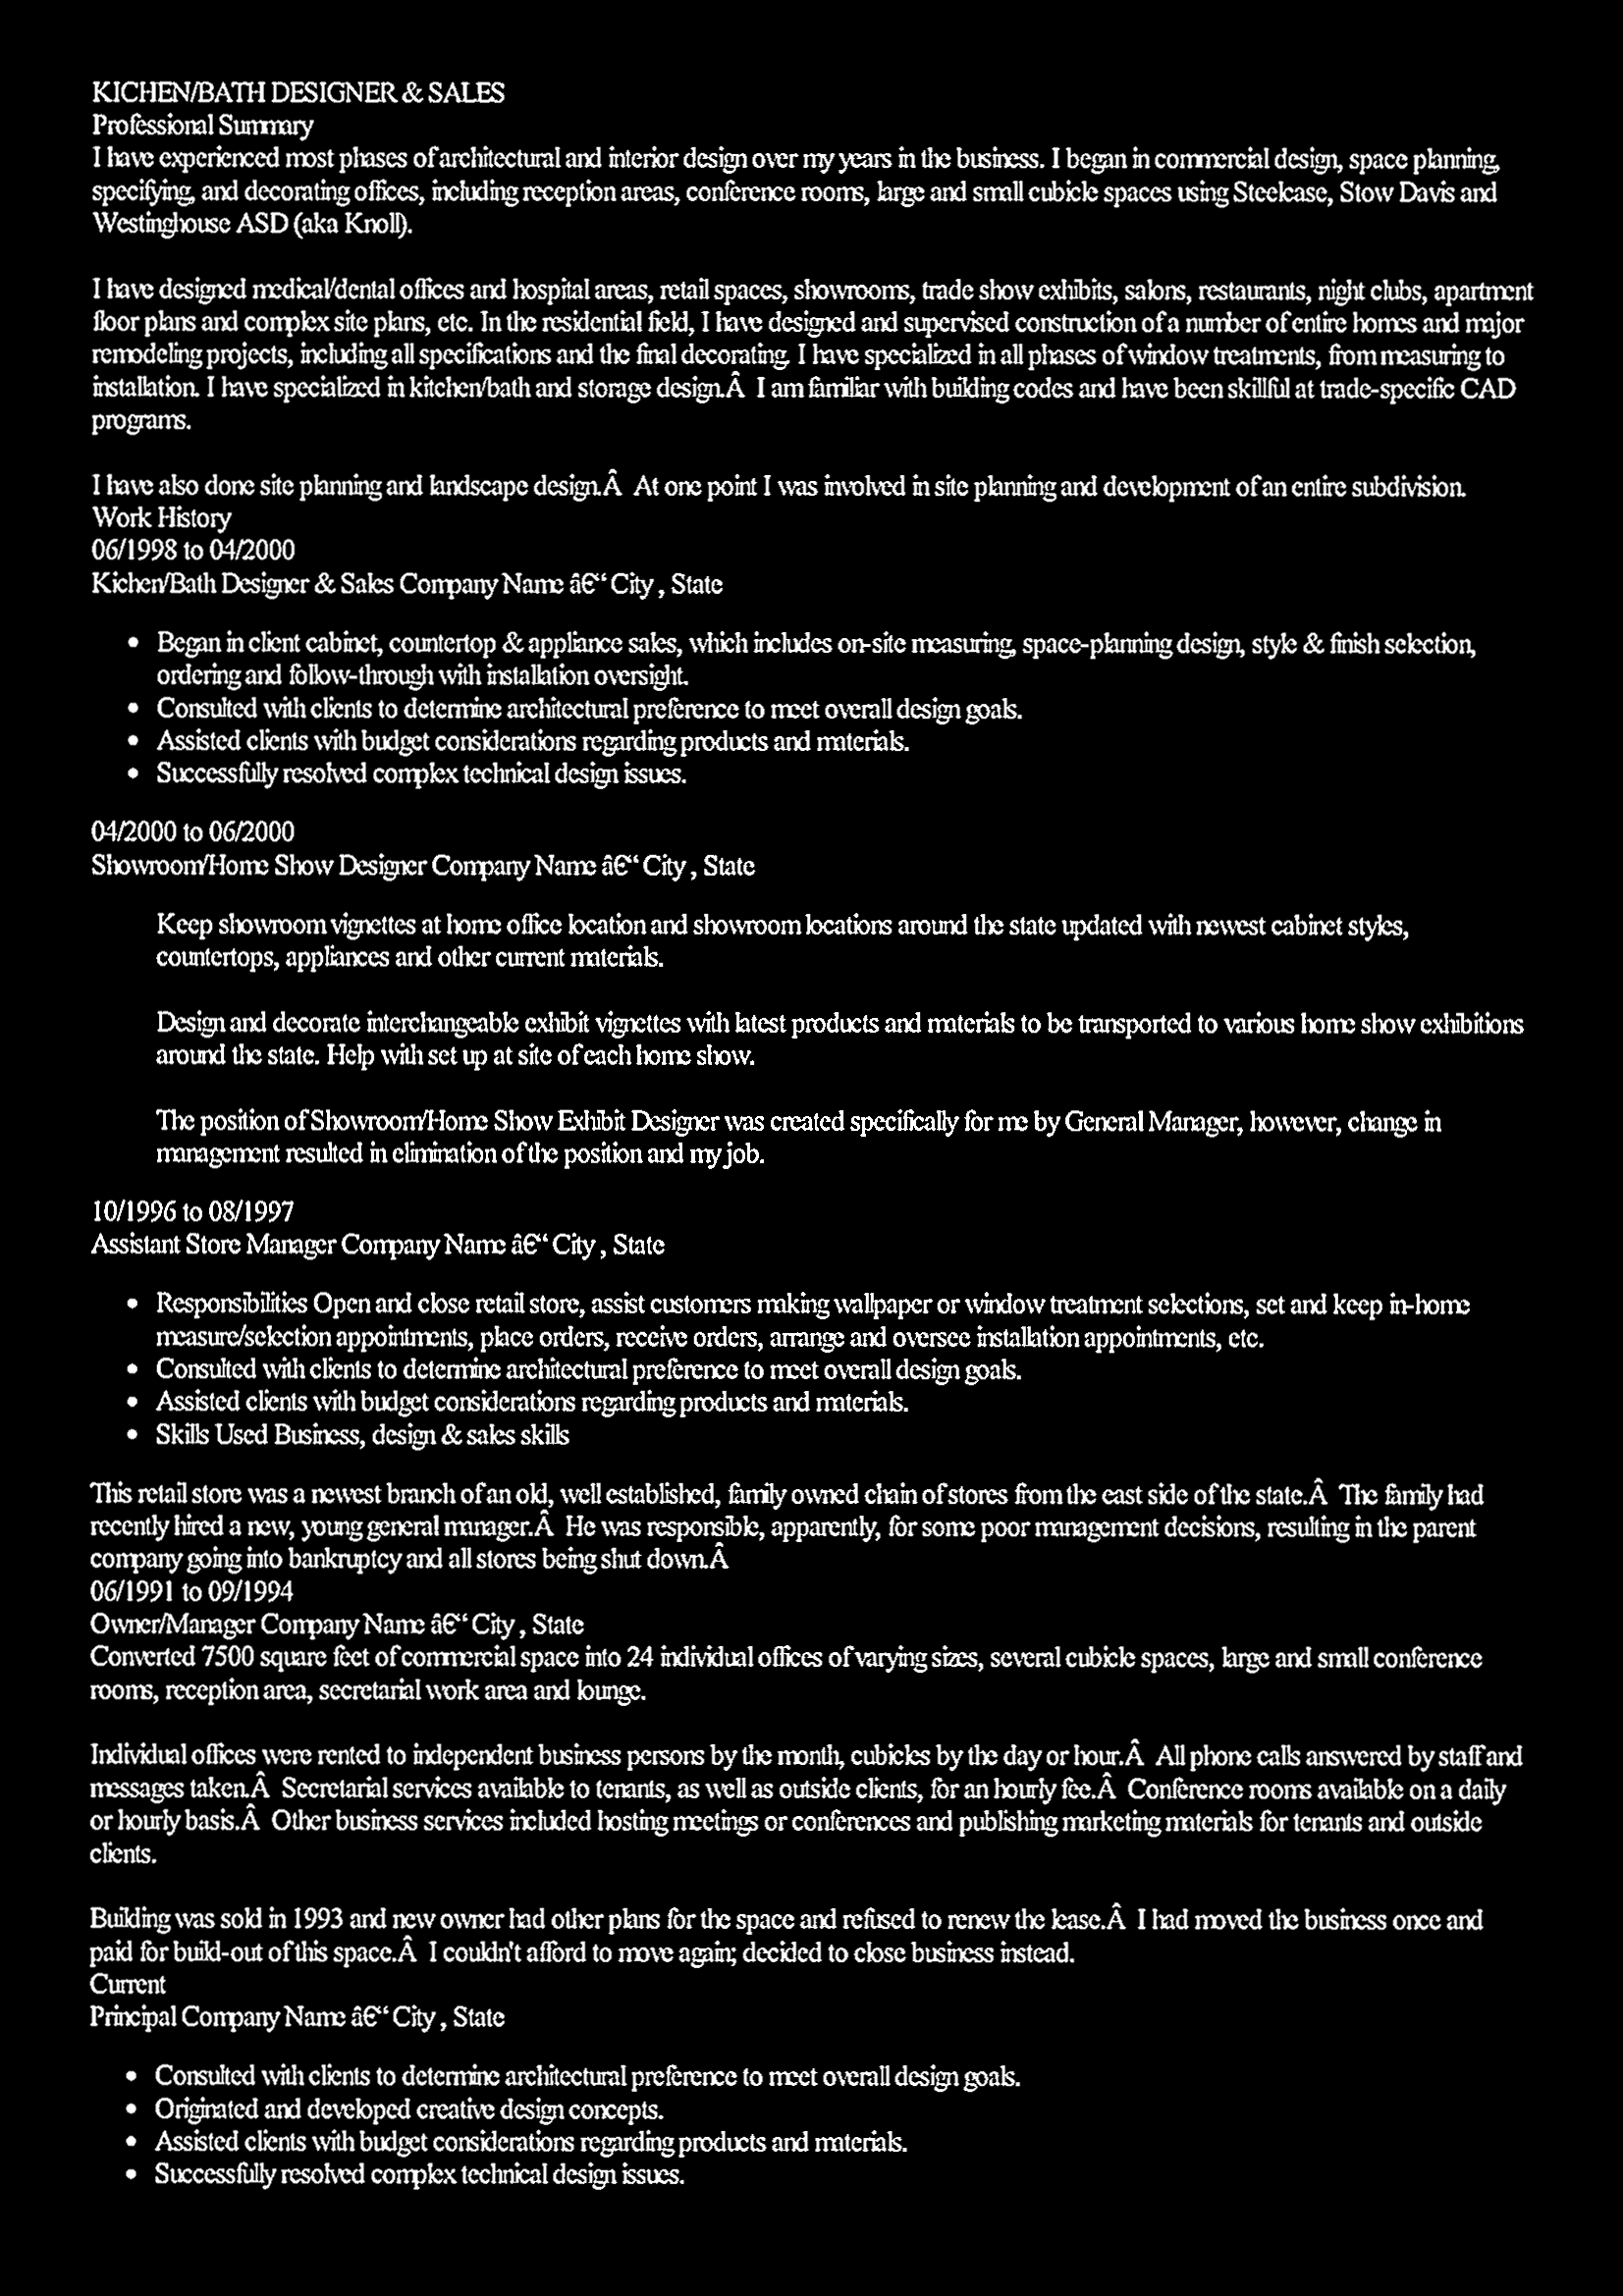 KICHEN/BATH DESIGNER & SALES
Professional Summary
I have experienced most phases of architectural and interior design over my years in the business. I began in commercial design, space planning,
specifying, and decorating offices, including reception areas, conference rooms, large and small cubicle spaces using Steelcase, Stow Davis and
Westinghouse ASD (aka Knoll).
I have designed medical/dental offices and hospital areas, retail spaces, showrooms, trade show exhibits, salons, restaurants, night clubs, apartment
floor plans and complex site plans, etc. In the residential field, I have designed and supervised construction of a number of entire homes and major
remodeling projects, including all specifications and the final decorating. I have specialized in all phases of window treatments, from measuring to
installation. I have specialized in kitchen/bath and storage design.Â  I am familiar with building codes and have been skillful at trade-specific CAD
programs.
I have also done site planning and landscape design.Â  At one point I was involved in site planning and development of an entire subdivision.
Work History
06/1998 to 04/2000
Kichen/Bath Designer & Sales Company Name â€“ City , State
• Began in client cabinet, countertop & appliance sales, which includes on-site measuring, space-planning design, style & finish selection,
ordering and follow-through with installation oversight.
• Consulted with clients to determine architectural preference to meet overall design goals.
• Assisted clients with budget considerations regarding products and materials.
• Successfully resolved complex technical design issues.
04/2000 to 06/2000
Showroom/Home Show Designer Company Name â€“ City , State
Keep showroom vignettes at home office location and showroom locations around the state updated with newest cabinet styles,
countertops, appliances and other current materials.
Design and decorate interchangeable exhibit vignettes with latest products and materials to be transported to various home show exhibitions
around the state. Help with set up at site of each home show.
The position of Showroom/Home Show Exhibit Designer was created specifically for me by General Manager, however, change in
management resulted in elimination of the position and my job.
10/1996 to 08/1997
Assistant Store Manager Company Name â€“ City , State
• Responsibilities Open and close retail store, assist customers making wallpaper or window treatment selections, set and keep in-home
measure/selection appointments, place orders, receive orders, arrange and oversee installation appointments, etc.
• Consulted with clients to determine architectural preference to meet overall design goals.
• Assisted clients with budget considerations regarding products and materials.
• Skills Used Business, design & sales skills
This retail store was a newest branch of an old, well established, family owned chain of stores from the east side of the state.Â  The family had
recently hired a new, young general manager.Â  He was responsible, apparently, for some poor management decisions, resulting in the parent
company going into bankruptcy and all stores being shut down.Â
06/1991 to 09/1994
Owner/Manager Company Name â€“ City , State
Converted 7500 square feet of commercial space into 24 individual offices of varying sizes, several cubicle spaces, large and small conference
rooms, reception area, secretarial work area and lounge.
Individual offices were rented to independent business persons by the month, cubicles by the day or hour.Â  All phone calls answered by staff and
messages taken.Â  Secretarial services available to tenants, as well as outside clients, for an hourly fee.Â  Conference rooms available on a daily
or hourly basis.Â  Other business services included hosting meetings or conferences and publishing marketing materials for tenants and outside
clients.
Building was sold in 1993 and new owner had other plans for the space and refused to renew the lease.Â  I had moved the business once and
paid for build-out of this space.Â  I couldn't afford to move again; decided to close business instead.
Current
Principal Company Name â€“ City , State
• Consulted with clients to determine architectural preference to meet overall design goals.
• Originated and developed creative design concepts.
• Assisted clients with budget considerations regarding products and materials.
• Successfully resolved complex technical design issues.